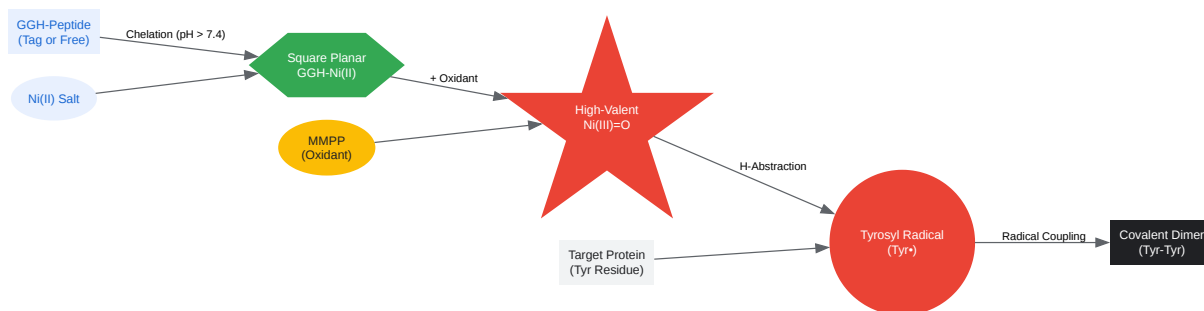 GGH-Peptide
(Tag or Free)
Chelation (pH > 7.4)
Ni(II) Salt
Square Planar
GGH-Ni(II)
+ Oxidant
MMPP
(Oxidant)
High-Valent
Ni(III)=O
H-Abstraction
Target Protein
(Tyr Residue)
Tyrosyl Radical
(Tyr•)
Radical Coupling
Covalent Dimer
(Tyr-Tyr)